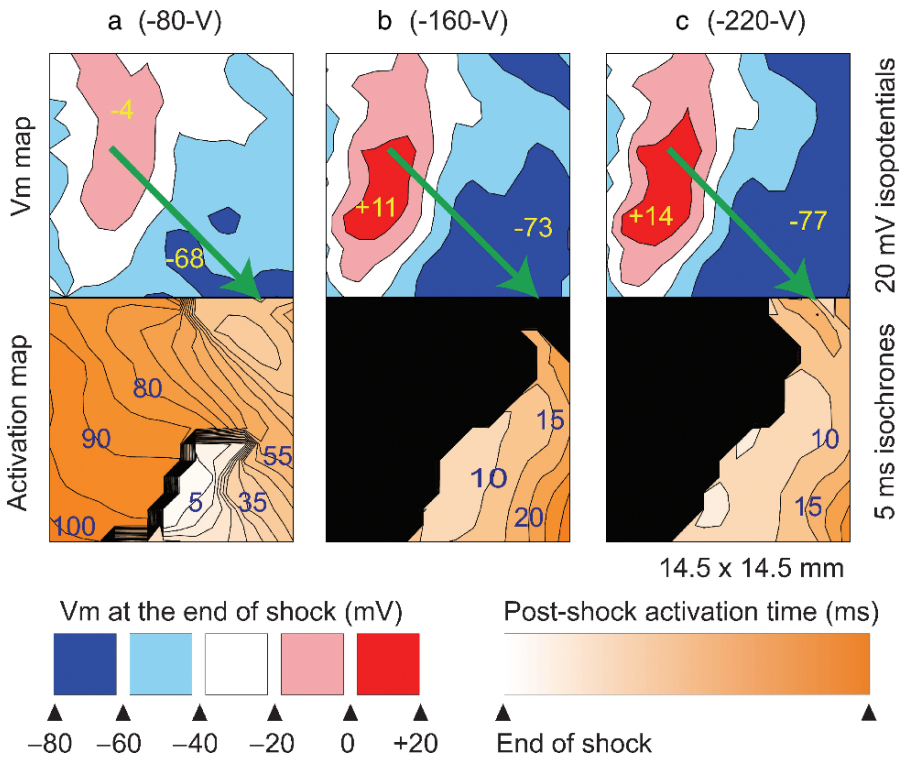 a (-80-V)
b (-160-V)
c (-220-V)
Vm map
-4
-68
+11
-73
+14
-77
20 mV isopotentials
Activation map
80
90
100
5
35
55
10
15
20
10
15
5 ms isochrones
14.5 x 14.5 mm
Vm at the end of shock (mV)
−80 −60 −40 −20 0 +20
Post-shock activation time (ms)
End of shock